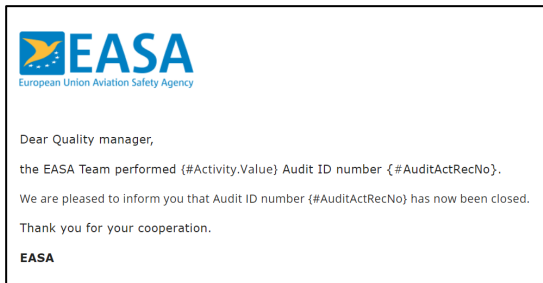 EASA
European Union Aviation Safety Agency
Dear Quality manager,
the EASA Team performed {#Activity.Value} Audit ID number {#AuditActRecNo}.
We are pleased to inform you that Audit ID number {#AuditActRecNo} has now been closed.
Thank you for your cooperation.
EASA